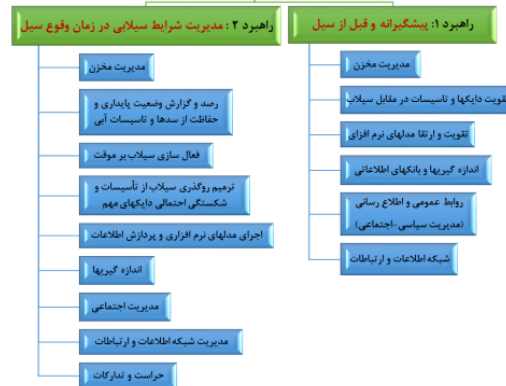 راهبرد ۱: پیشگیرانه و قبل از سیل
مدیریت مخزن
تقویت دایکها و تاسیسات در مقابل سیلاب
تقویت و ارتقا مدلهای نرم افزای
اندازه گیریها و بانکهای اطلاعاتی
روابط عمومی و اطلاع رسانی
(مدیریت سیاسی-اجتماعی)
شبکه اطلاعات و ارتباطات
راهبرد ۲ : مدیریت شرایط سیلابی در زمان وقوع سیل
مدیریت مخزن
رصد و گزارش وضعیت پایداری و
حفاظت از سدها و تاسیسات آبی
فعال سازی سیلاب بر موقت
ترمیم روگذری سیلاب از تأسیسات و
شکستگی احتمالی دایکهای مهم
اجرای مدلهای نرم افزاری و پردازش اطلاعات
اندازه گیریها
مدیریت اجتماعی
مدیریت شبکه اطلاعات و ارتباطات
حراست و تدارکات